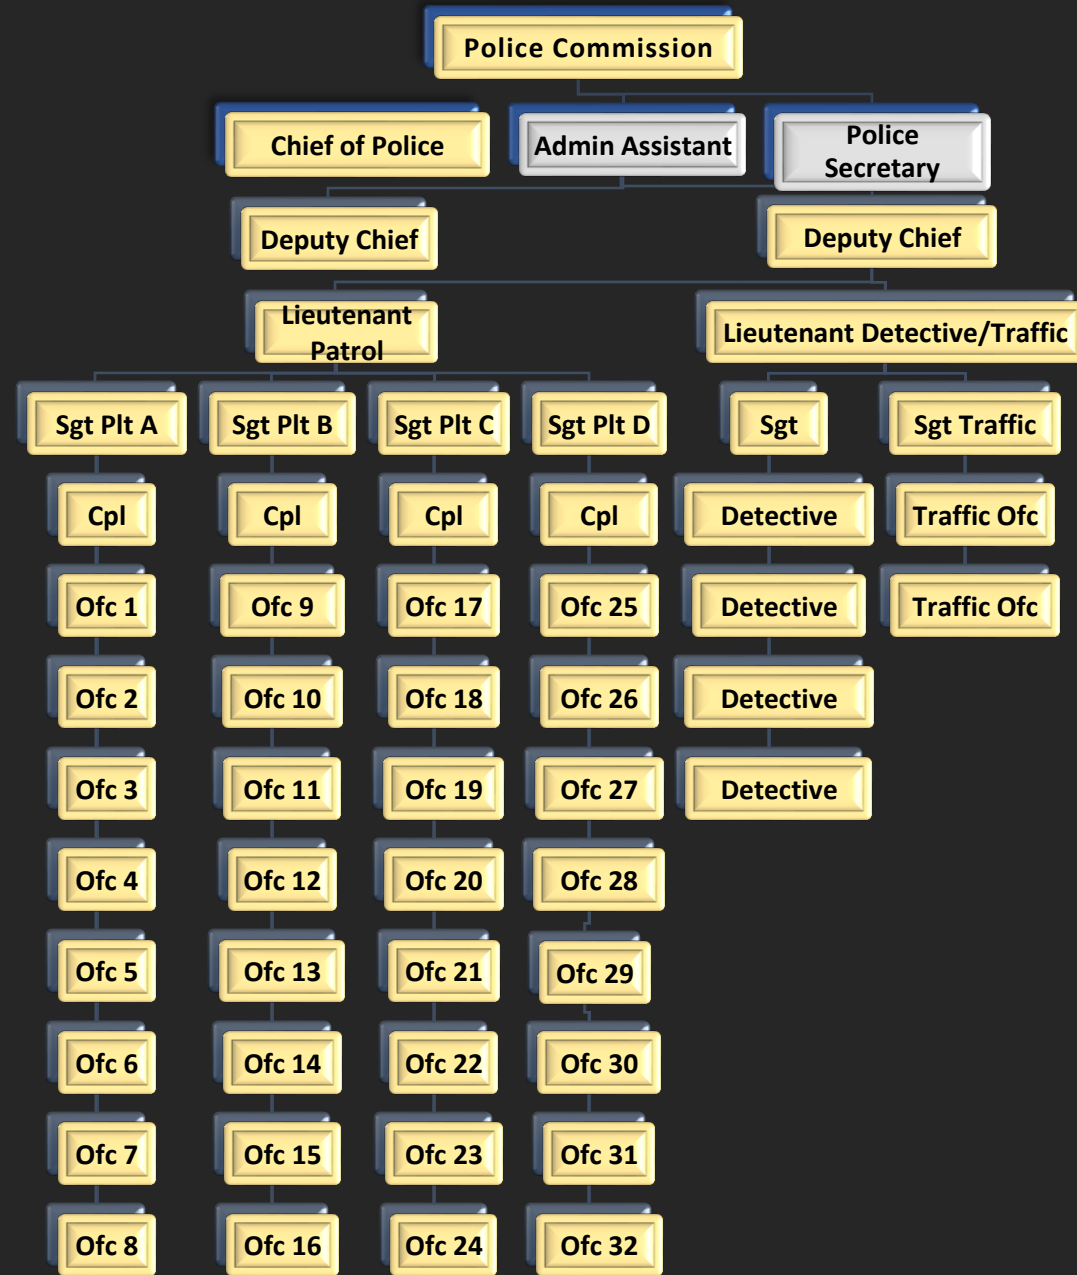 Police Commission
Chief of Police
Admin Assistant
Police
Secretary
Deputy Chief
Deputy Chief
Lieutenant
Patrol
Lieutenant Detective/Traffic
Sgt Plt A
Sgt Plt B
Sgt Plt C
Sgt Plt D
Sgt
Sgt Traffic
Cpl
Cpl
Cpl
Cpl
Detective
Traffic Ofc
Ofc 1
Ofc 9
Ofc 17
Ofc 25
Detective
Traffic Ofc
Ofc 2
Ofc 10
Ofc 18
Ofc 26
Detective
Ofc 3
Ofc 11
Ofc 19
Ofc 27
Detective
Ofc 4
Ofc 12
Ofc 20
Ofc 28
Ofc 5
Ofc 13
Ofc 21
Ofc 29
Ofc 6
Ofc 14
Ofc 22
Ofc 30
Ofc 7
Ofc 15
Ofc 23
Ofc 31
Ofc 8
Ofc 16
Ofc 24
Ofc 32